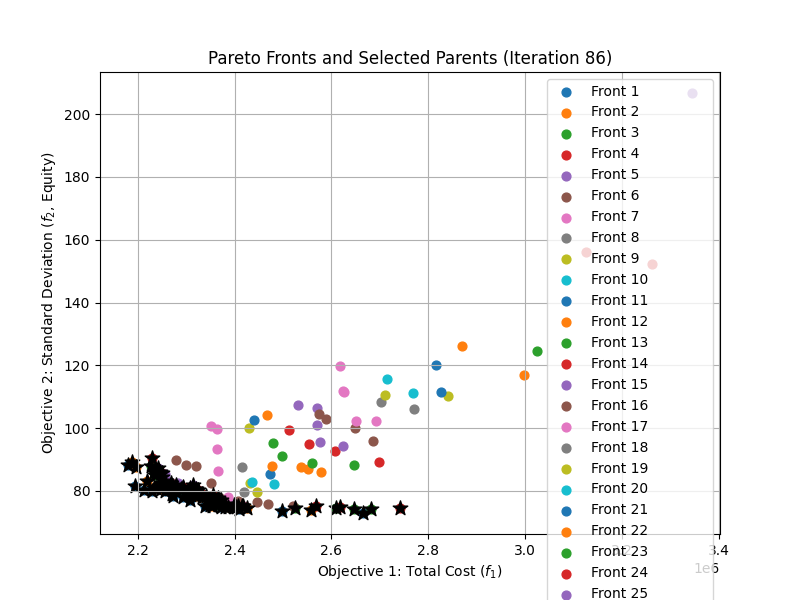 Pareto Fronts and Selected Parents (Iteration 86)
Objective 2: Standard Deviation (f₂, Equity)
200
180
160
140
120
100
80
2.2
2.4
2.6
2.8
3.0
3.2
3.4
1e6
Objective 1: Total Cost (f₁)
Front 1
Front 2
Front 3
Front 4
Front 5
Front 6
Front 7
Front 8
Front 9
Front 10
Front 11
Front 12
Front 13
Front 14
Front 15
Front 16
Front 17
Front 18
Front 19
Front 20
Front 21
Front 22
Front 23
Front 24
Front 25